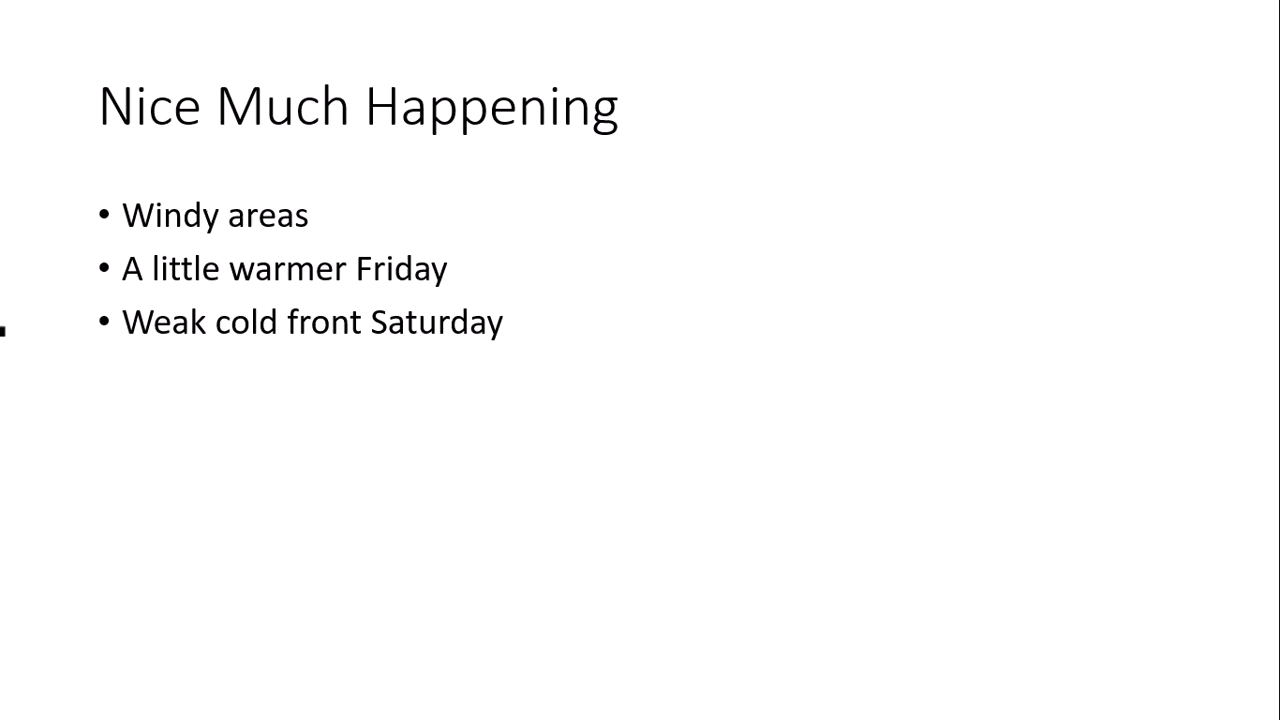 Nice Much Happening
• Windy areas
• A little warmer Friday
• Weak cold front Saturday